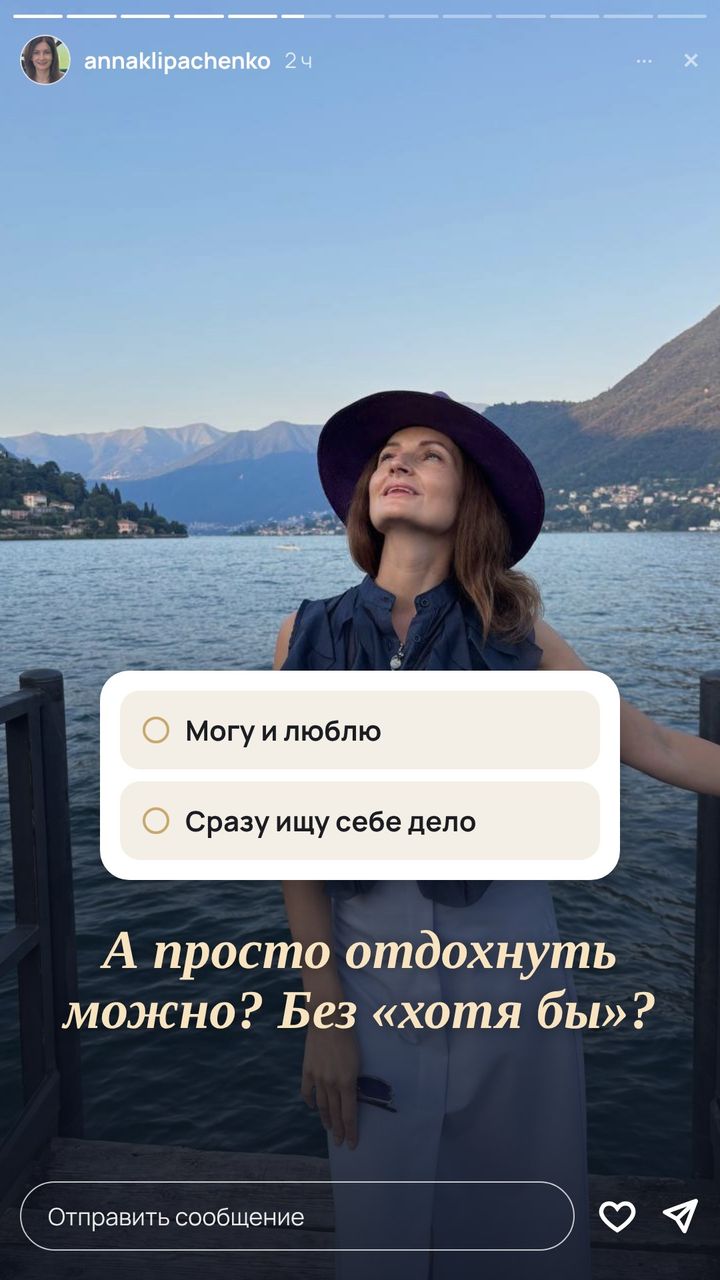 annaklipachenko 2 ч
Могу и люблю
Сразу ищу себе дело
А просто отдохнуть
можно? Без «хотя бы»?
Отправить сообщение